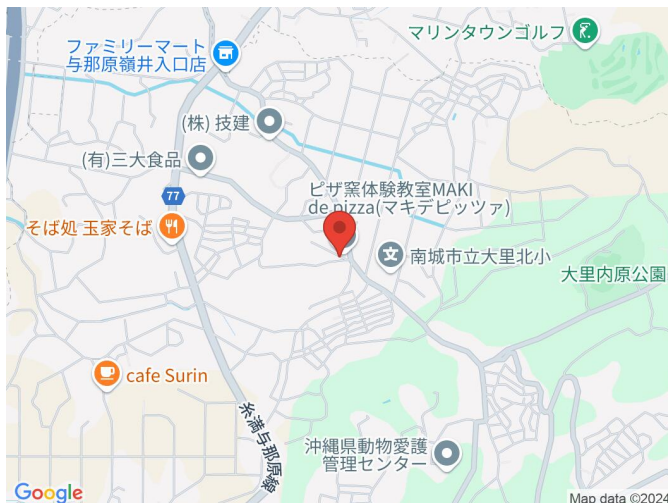 マリンタウンゴルフ
ファミリーマート
与那原嶺井入口店
(株) 技建
(有)三大食品
77
ピザ窯体験教室MAKI
de pizza(マキデピッツァ)
そば処 玉家そば
南城市立大里北小
文
大里内原公園
cafe Surin
糸満与那原線
沖縄県動物愛護
管理センター
Google
Map data ©2024